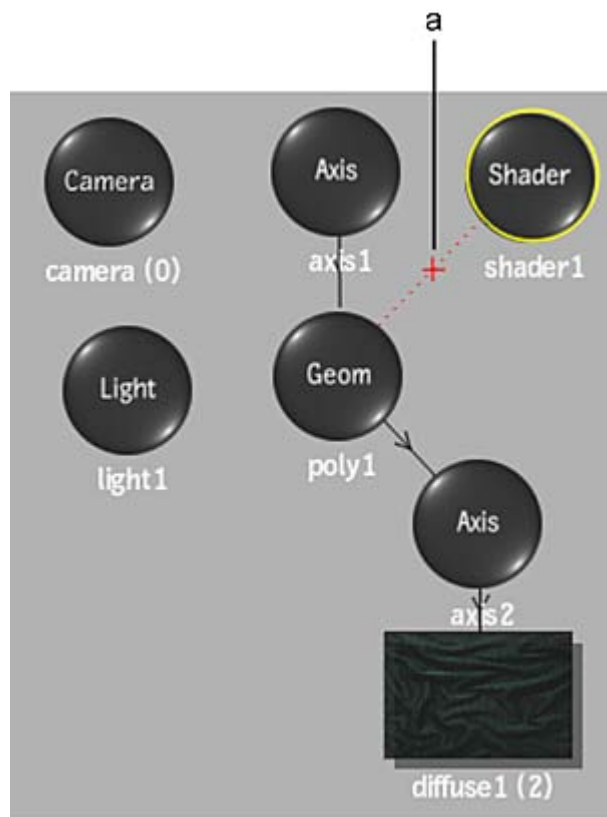 a
Camera
camera (0)
Axis
axis1
Shader
shader1
Light
light1
Geom
poly1
Axis
axis2
diffuse1 (2)